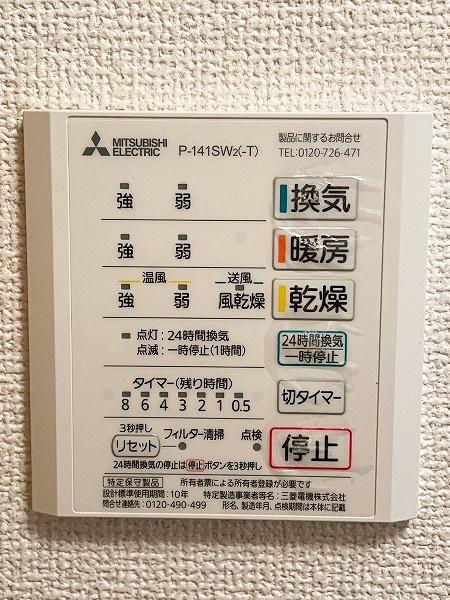 MITSUBISHI ELECTRIC P-141SW2(-T) 製品に関するお問合せ
TEL:0120-726-471
強 弱 換気
強 弱 暖房
温風 送風
強 弱 風乾燥 乾燥
点灯:24時間換気
点滅:一時停止(1時間)
24時間換気
一時停止
タイマー(残り時間)
8 6 4 3 2 1 0.5
切タイマー
3秒押し
リセット フィルター清掃 点検
停止
24時間換気の停止は停止ボタンを3秒押し
特定保守製品 所有者票による所有者登録が必要です
設計標準使用期間:10年 特定製造事業者等名:三菱電機株式会社
問合せ連絡先:0120-490-499 形名、製造年月、点検期間は本体に記載